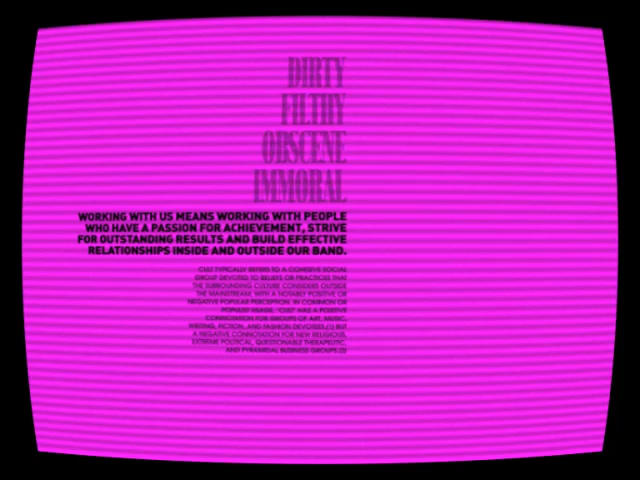 DIRTY
FILTHY
OBSCENE
IMMORAL
WORKING WITH US MEANS WORKING WITH PEOPLE
WHO HAVE A PASSION FOR ACHIEVEMENT, STRIVE
FOR OUTSTANDING RESULTS AND BUILD EFFECTIVE
RELATIONSHIPS INSIDE AND OUTSIDE OUR BAND.
CULT TYPICALLY REFERS TO A COHESIVE SOCIAL
GROUP DEVOTED TO BELIEFS OR PRACTICES THAT
THE SURROUNDING CULTURE CONSIDERS OUTSIDE
THE MAINSTREAM, WITH A NOTABLY POSITIVE OR
NEGATIVE POPULAR PERCEPTION. IN COMMON OR
POPULIST USAGE, "CULT" HAS A POSITIVE
CONNOTATION FOR GROUPS OF ART, MUSIC,
WRITING, FICTION, AND FASHION DEVOTEES,(1) BUT
A NEGATIVE CONNOTATION FOR NEW RELIGIOUS,
EXTREME POLITICAL, QUESTIONABLE THERAPEUTIC,
AND PYRAMIDAL BUSINESS GROUPS.(2)